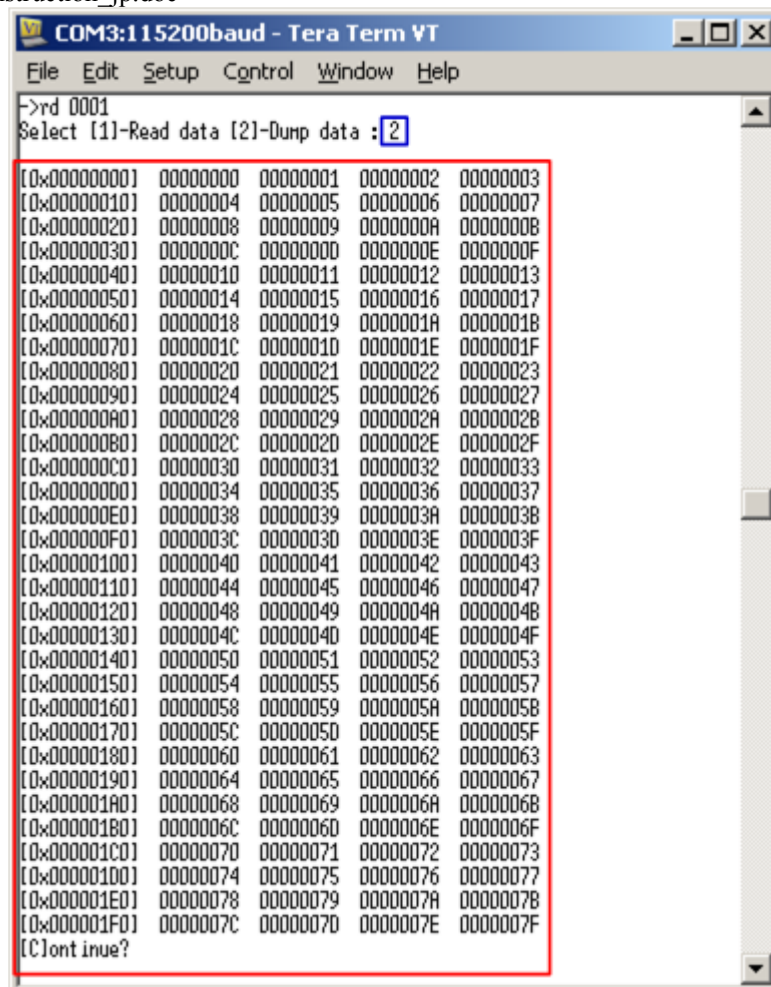 struction_jp.doc
COM3:115200baud - Tera Term VT
File Edit Setup Control Window Help
->rd 0001
Select [1]-Read data [2]-Dump data : 2
[0x00000000] 00000000 00000001 00000002 00000003
[0x00000010] 00000004 00000005 00000006 00000007
[0x00000020] 00000008 00000009 0000000A 0000000B
[0x00000030] 0000000C 0000000D 0000000E 0000000F
[0x00000040] 00000010 00000011 00000012 00000013
[0x00000050] 00000014 00000015 00000016 00000017
[0x00000060] 00000018 00000019 0000001A 0000001B
[0x00000070] 0000001C 0000001D 0000001E 0000001F
[0x00000080] 00000020 00000021 00000022 00000023
[0x00000090] 00000024 00000025 00000026 00000027
[0x000000A0] 00000028 00000029 0000002A 0000002B
[0x000000B0] 0000002C 0000002D 0000002E 0000002F
[0x000000C0] 00000030 00000031 00000032 00000033
[0x000000D0] 00000034 00000035 00000036 00000037
[0x000000E0] 00000038 00000039 0000003A 0000003B
[0x000000F0] 0000003C 0000003D 0000003E 0000003F
[0x00000100] 00000040 00000041 00000042 00000043
[0x00000110] 00000044 00000045 00000046 00000047
[0x00000120] 00000048 00000049 0000004A 0000004B
[0x00000130] 0000004C 0000004D 0000004E 0000004F
[0x00000140] 00000050 00000051 00000052 00000053
[0x00000150] 00000054 00000055 00000056 00000057
[0x00000160] 00000058 00000059 0000005A 0000005B
[0x00000170] 0000005C 0000005D 0000005E 0000005F
[0x00000180] 00000060 00000061 00000062 00000063
[0x00000190] 00000064 00000065 00000066 00000067
[0x000001A0] 00000068 00000069 0000006A 0000006B
[0x000001B0] 0000006C 0000006D 0000006E 0000006F
[0x000001C0] 00000070 00000071 00000072 00000073
[0x000001D0] 00000074 00000075 00000076 00000077
[0x000001E0] 00000078 00000079 0000007A 0000007B
[0x000001F0] 0000007C 0000007D 0000007E 0000007F
[C]ontinue?